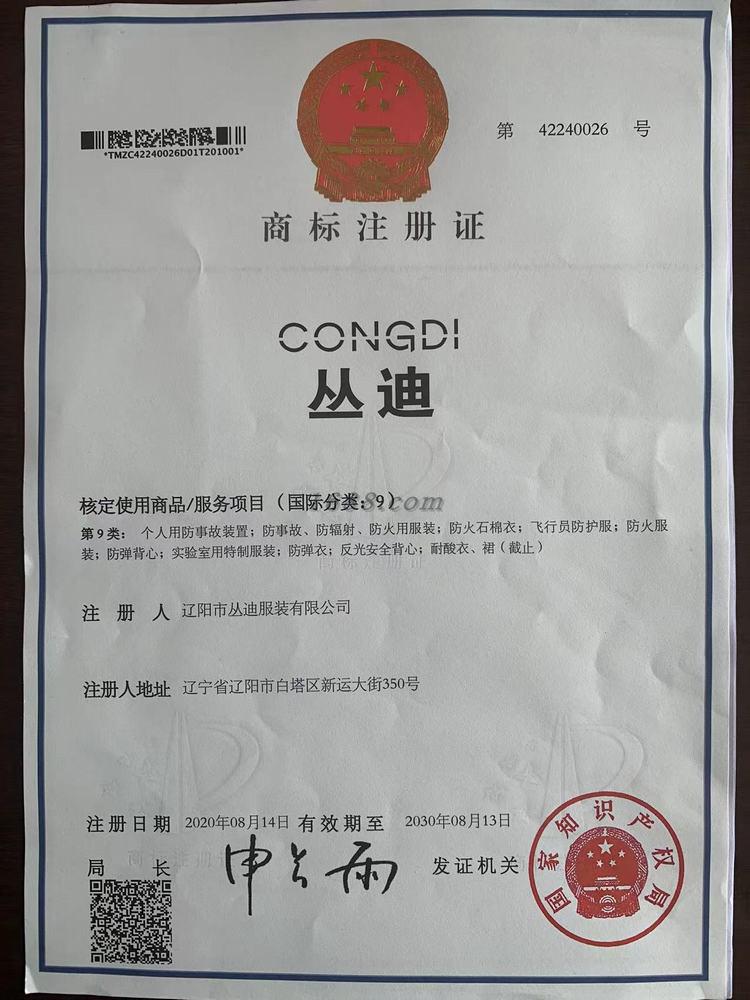 第 42240026 号
*TMZC42240026D01T201001*
商标注册证
CONGDI
丛迪
核定使用商品/服务项目（国际分类：9）
第9类： 个人用防事故装置；防事故、防辐射、防火用服装；防火石棉衣；飞行员防护服；防火服
装；防弹背心；实验室用特制服装；防弹衣；反光安全背心；耐酸衣、裙（截止）
商标注册证
注 册 人 辽阳市丛迪服装有限公司
注册人地址 辽宁省辽阳市白塔区新运大街350号
注册日期 2020年08月14日 有效期至 2030年08月13日
局 长 申长雨 发证机关
国家知识产权局